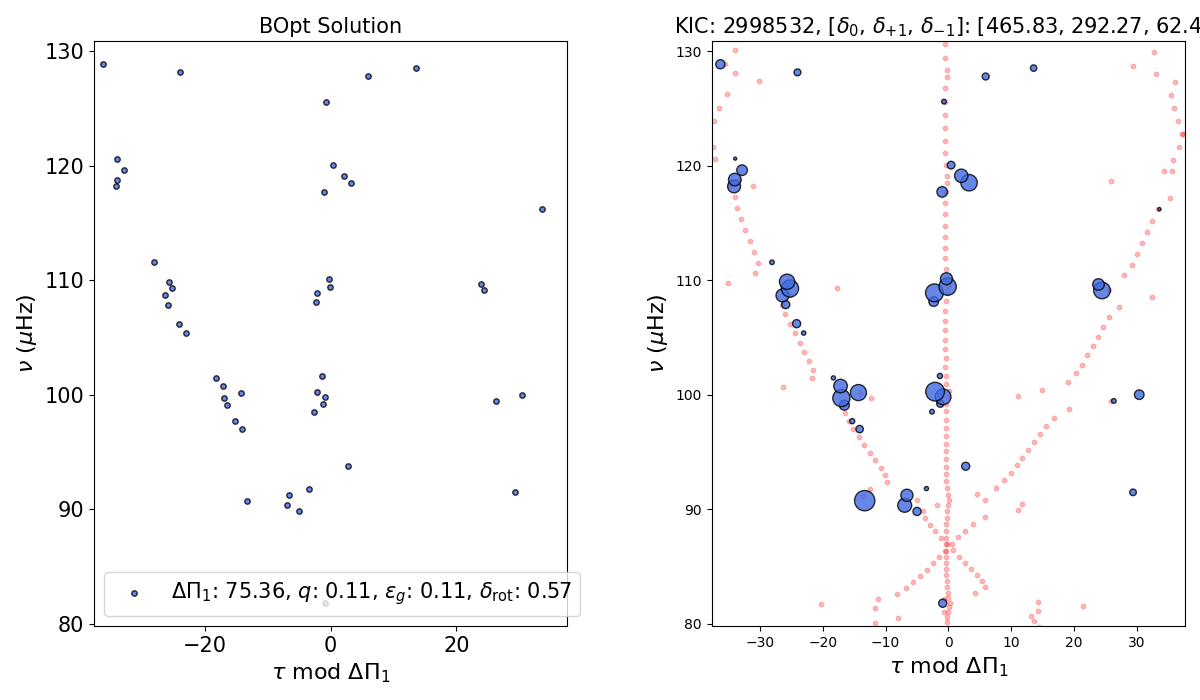 BOpt Solution
130
120
110
100
90
80
ν (μHz)
ΔΠ₁: 75.36, q: 0.11, ε_g: 0.11, δ_rot: 0.57
−20 0 20
τ mod ΔΠ₁
KIC: 2998532, [δ₀, δ₊₁, δ₋₁]: [465.83, 292.27, 62.4
130
120
110
100
90
80
ν (μHz)
−30 −20 −10 0 10 20 30
τ mod ΔΠ₁